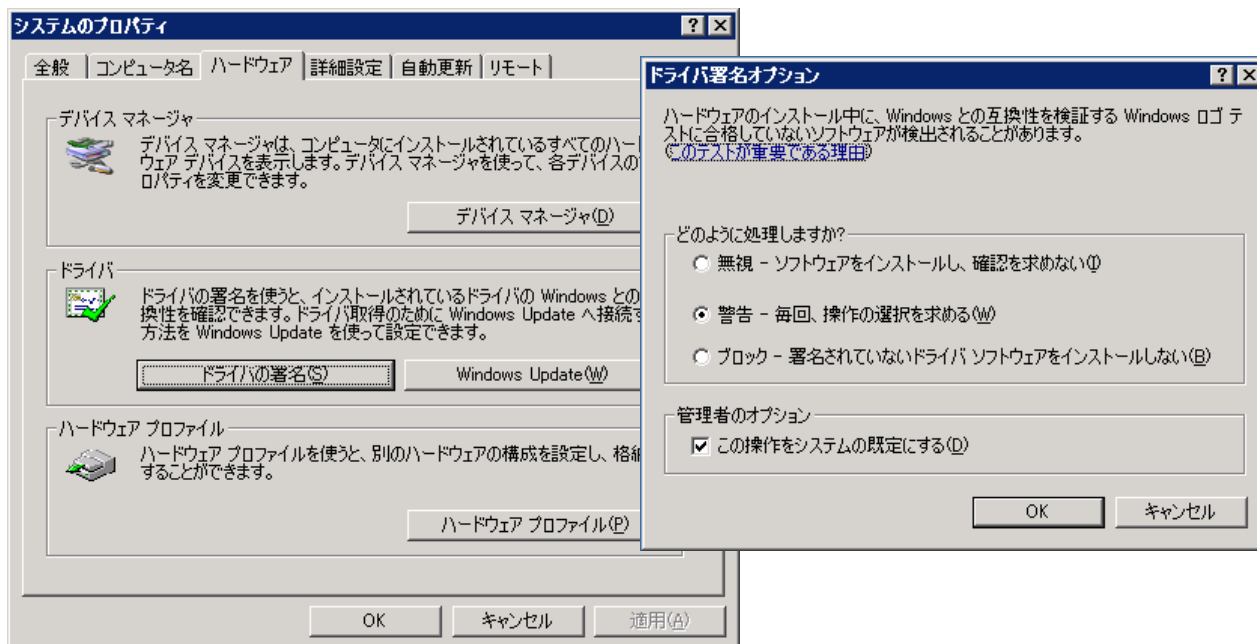 システムのプロパティ
全般
コンピュータ名
ハードウェア
詳細設定
自動更新
リモート
デバイス マネージャ
デバイス マネージャは、コンピュータにインストールされているすべてのハー
ウェア デバイスを表示します。デバイス マネージャを使って、各デバイスの
ロパティを変更できます。
デバイス マネージャ(D)
ドライバ
ドライバの署名を使うと、インストールされているドライバの Windows との
換性を確認できます。ドライバ取得のために Windows Update へ接続
方法を Windows Update を使って設定できます。
ドライバの署名(S)
Windows Update(W)
ハードウェア プロファイル
ハードウェア プロファイルを使うと、別のハードウェアの構成を設定し、格
することができます。
ハードウェア プロファイル(P)
OK
キャンセル
適用(A)
ドライバ署名オプション
ハードウェアのインストール中に、Windows との互換性を検証する Windows ロゴ テ
ストに合格していないソフトウェアが検出されることがあります。
(このテストが重要である理由)
どのように処理しますか?
無視 - ソフトウェアをインストールし、確認を求めない(I)
警告 - 毎回、操作の選択を求める(W)
ブロック - 署名されていないドライバ ソフトウェアをインストールしない(B)
管理者のオプション
この操作をシステムの既定にする(D)
OK
キャンセル